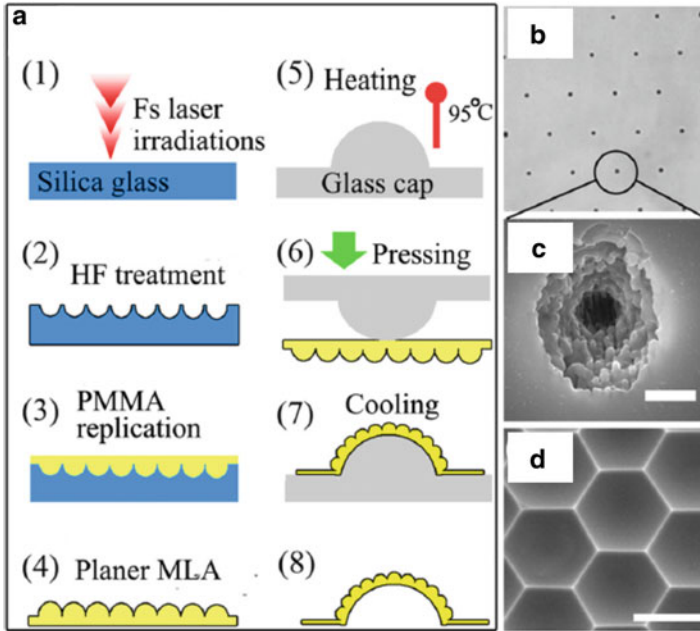 a
(1)
Fs laser
irradiations
Silica glass
(2)
HF treatment
(3)
PMMA
replication
(4) Planer MLA
(5)
Heating
95°C
Glass cap
(6)
Pressing
(7)
Cooling
(8)
b
c
d